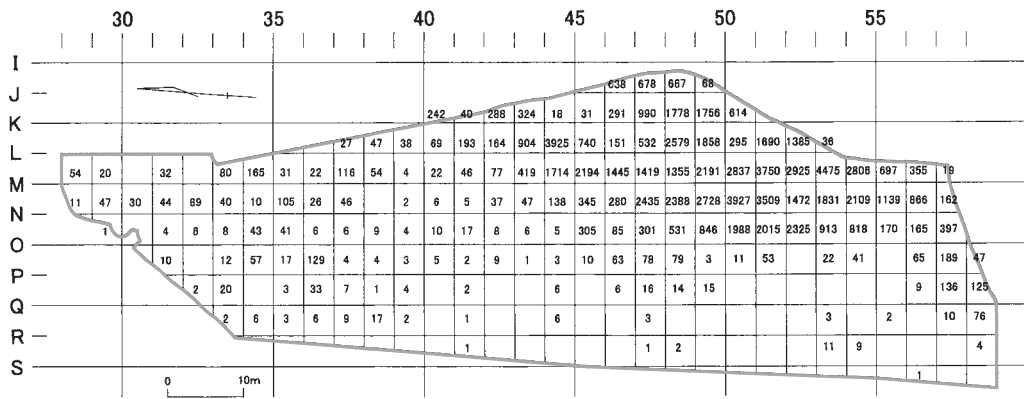 30 35 40 45 50 55
I
638 678 667 68
J
242 40 288 324 18 31 291 990 1778 1756 614
K
27 47 38 69 193 164 904 3925 740 151 532 2579 1858 295 1690 1385 36
L
54 20 32 80 165 31 22 116 54 4 22 46 77 419 1714 2194 1445 1419 1355 2191 2837 3750 2925 4475 2806 697 355 19
M
11 47 30 44 89 40 10 105 26 46 2 6 5 37 47 138 345 280 2435 2388 2728 3927 3509 1472 1831 2109 1139 866 162
N
1 4 8 8 43 41 6 6 9 4 10 17 8 6 5 305 85 301 531 846 1988 2015 2325 913 818 170 165 397
O
10 12 57 17 129 4 4 3 5 2 9 1 3 10 63 78 79 3 11 53 22 41 65 189 47
P
2 20 3 33 7 1 4 2 6 6 16 14 15 9 136 125
Q
2 6 3 6 9 17 2 1 6 3 3 2 10 76
R
1 1 2 11 9 4
S
1
0 10m